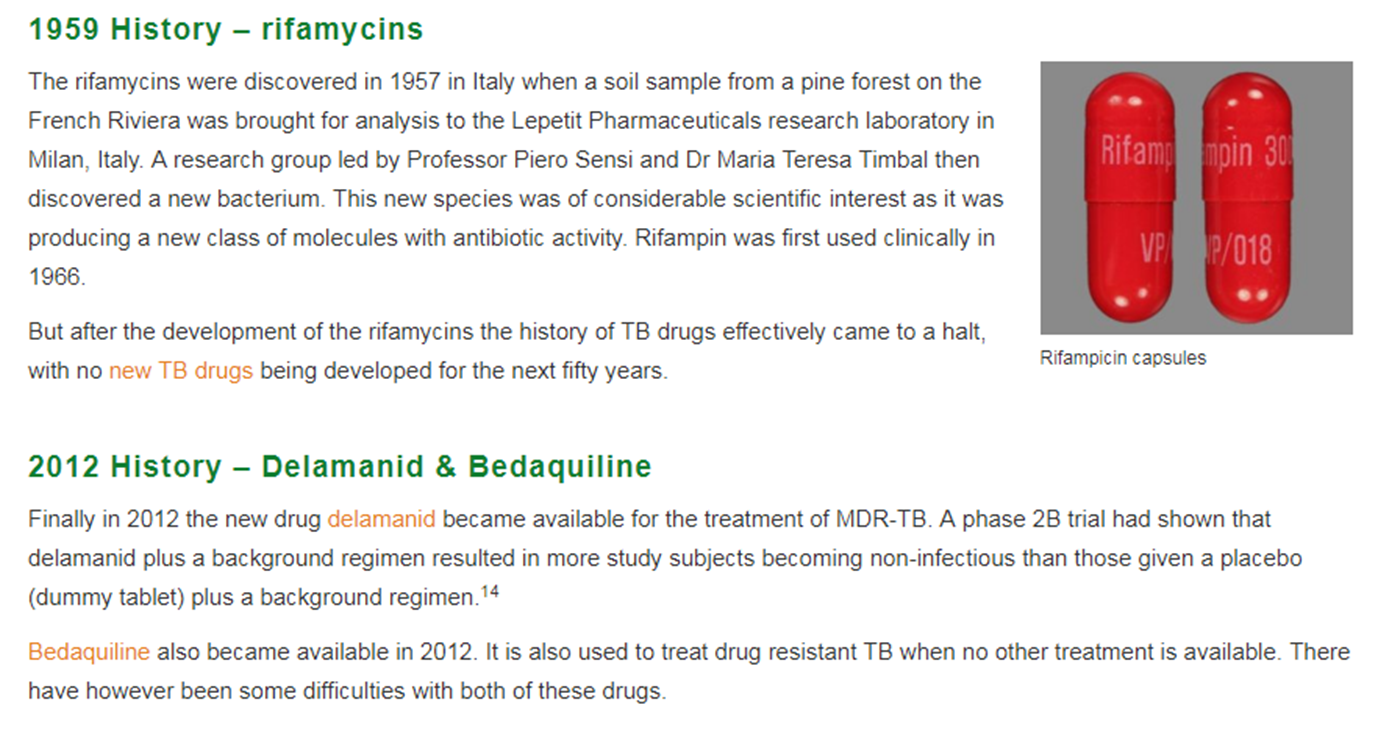 1959 History – rifamycins
The rifamycins were discovered in 1957 in Italy when a soil sample from a pine forest on the
French Riviera was brought for analysis to the Lepetit Pharmaceuticals research laboratory in
Milan, Italy. A research group led by Professor Piero Sensi and Dr Maria Teresa Timbal then
discovered a new bacterium. This new species was of considerable scientific interest as it was
producing a new class of molecules with antibiotic activity. Rifampin was first used clinically in
1966.
But after the development of the rifamycins the history of TB drugs effectively came to a halt,
with no new TB drugs being developed for the next fifty years.
Rifamp
ampin 300
VP/
VP/018
Rifampicin capsules
2012 History – Delamanid & Bedaquiline
Finally in 2012 the new drug delamanid became available for the treatment of MDR-TB. A phase 2B trial had shown that
delamanid plus a background regimen resulted in more study subjects becoming non-infectious than those given a placebo
(dummy tablet) plus a background regimen.14
Bedaquiline also became available in 2012. It is also used to treat drug resistant TB when no other treatment is available. There
have however been some difficulties with both of these drugs.